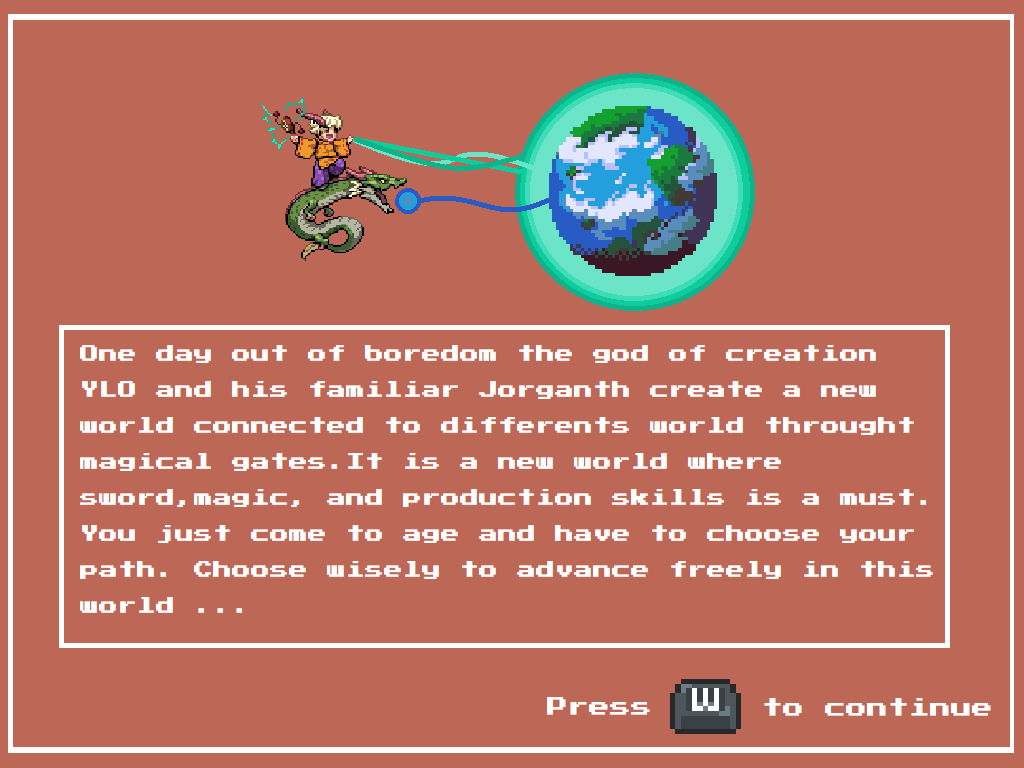 One day out of boredom the god of creation
YLO and his familiar Jorganth create a new
world connected to differents world throught
magical gates.It is a new world where
sword,magic, and production skills is a must.
You just come to age and have to choose your
path. Choose wisely to advance freely in this
world ...
Press W to continue